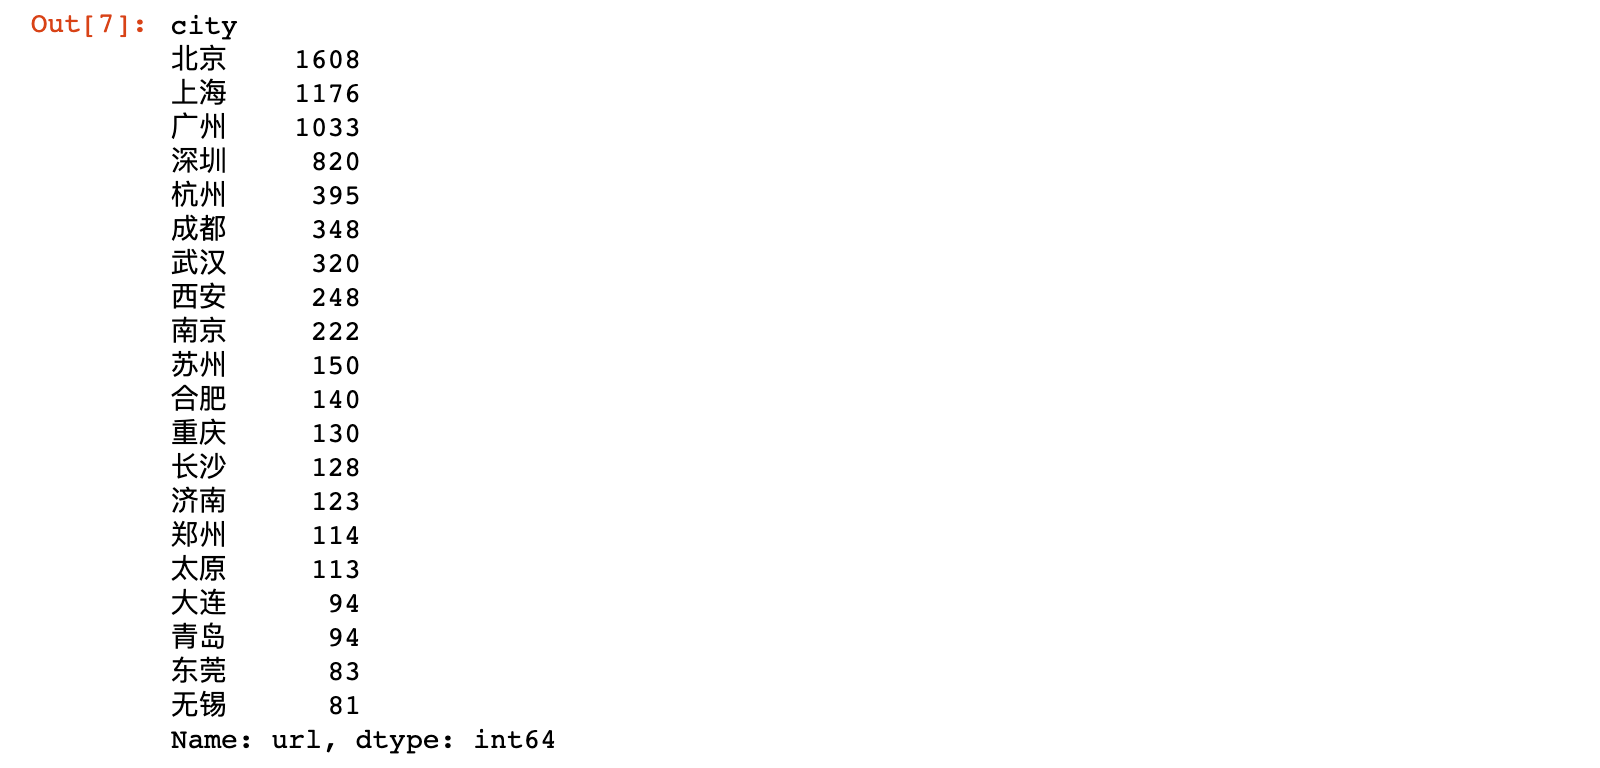 Out[7]: city
北京 1608
上海 1176
广州 1033
深圳 820
杭州 395
成都 348
武汉 320
西安 248
南京 222
苏州 150
合肥 140
重庆 130
长沙 128
济南 123
郑州 114
太原 113
大连 94
青岛 94
东莞 83
无锡 81
Name: url, dtype: int64